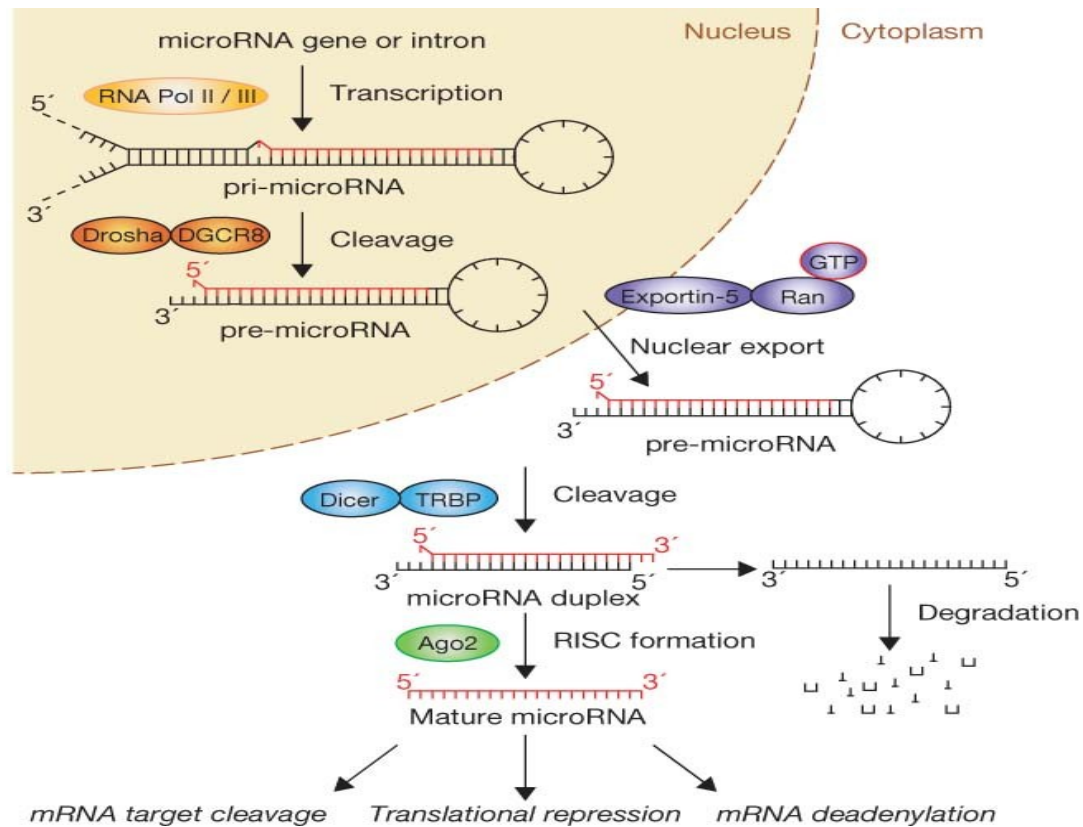 microRNA gene or intron
Nucleus
Cytoplasm
RNA Pol II / III
Transcription
5´
pri-microRNA
3´
Drosha
DGCR8
Cleavage
5´
3´
pre-microRNA
GTP
Exportin-5
Ran
Nuclear export
5´
3´
pre-microRNA
Dicer
TRBP
Cleavage
5´
3´
3´
5´
microRNA duplex
3´
5´
Degradation
Ago2
RISC formation
5´
3´
Mature microRNA
mRNA target cleavage
Translational repression
mRNA deadenylation